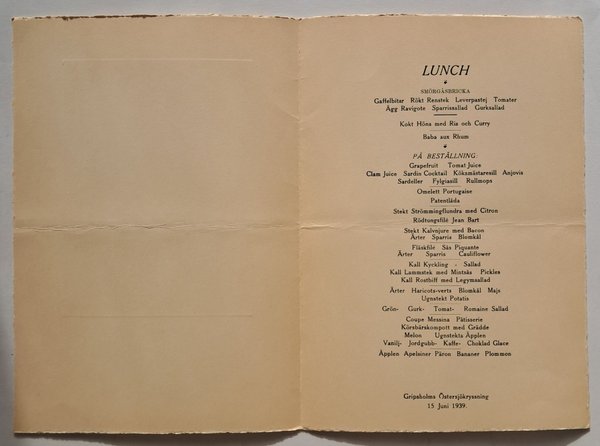 LUNCH
SMÖRGÅSBRICKA
Gaffelbitar Rökt Renstek Leverpastej Tomater
Ägg Ravigote Sparrissallad Gurksallad
Kokt Höns med Ris och Curry
Baba aux Rhum
PÅ BESTÄLLNING:
Grapefruit Tomat Juice
Clam Juice Sardin Cocktail Köksmästaresill Anjovis
Sardeller Fylgiasill Rullmops
Omelett Portugaise
Patentlåda
Stekt Strömmingflundra med Citron
Rödtungsfilé Jean Bart
Stekt Kalvnjure med Bacon
Ärter Sparris Blomkål
Fläskfile Sås Piquante
Ärter Sparris Cauliflower
Kall Kyckling - Sallad
Kall Lammstek med Mintsås Pickles
Kall Rostbiff med Legymsallad
Ärter Haricots-verts Blomkål Majs
Ugnstekt Potatis
Grön- Gurk- Tomat- Romaine Sallad
Coupe Messina Pâtisserie
Körsbärskompott med Grädde
Melon Ugnstekta Äpplen
Vanilj- Jordgubb- Kaffe- Choklad Glace
Äpplen Apelsiner Päron Bananer Plommon
Gripsholms Östersjökryssning
15 Juni 1939.